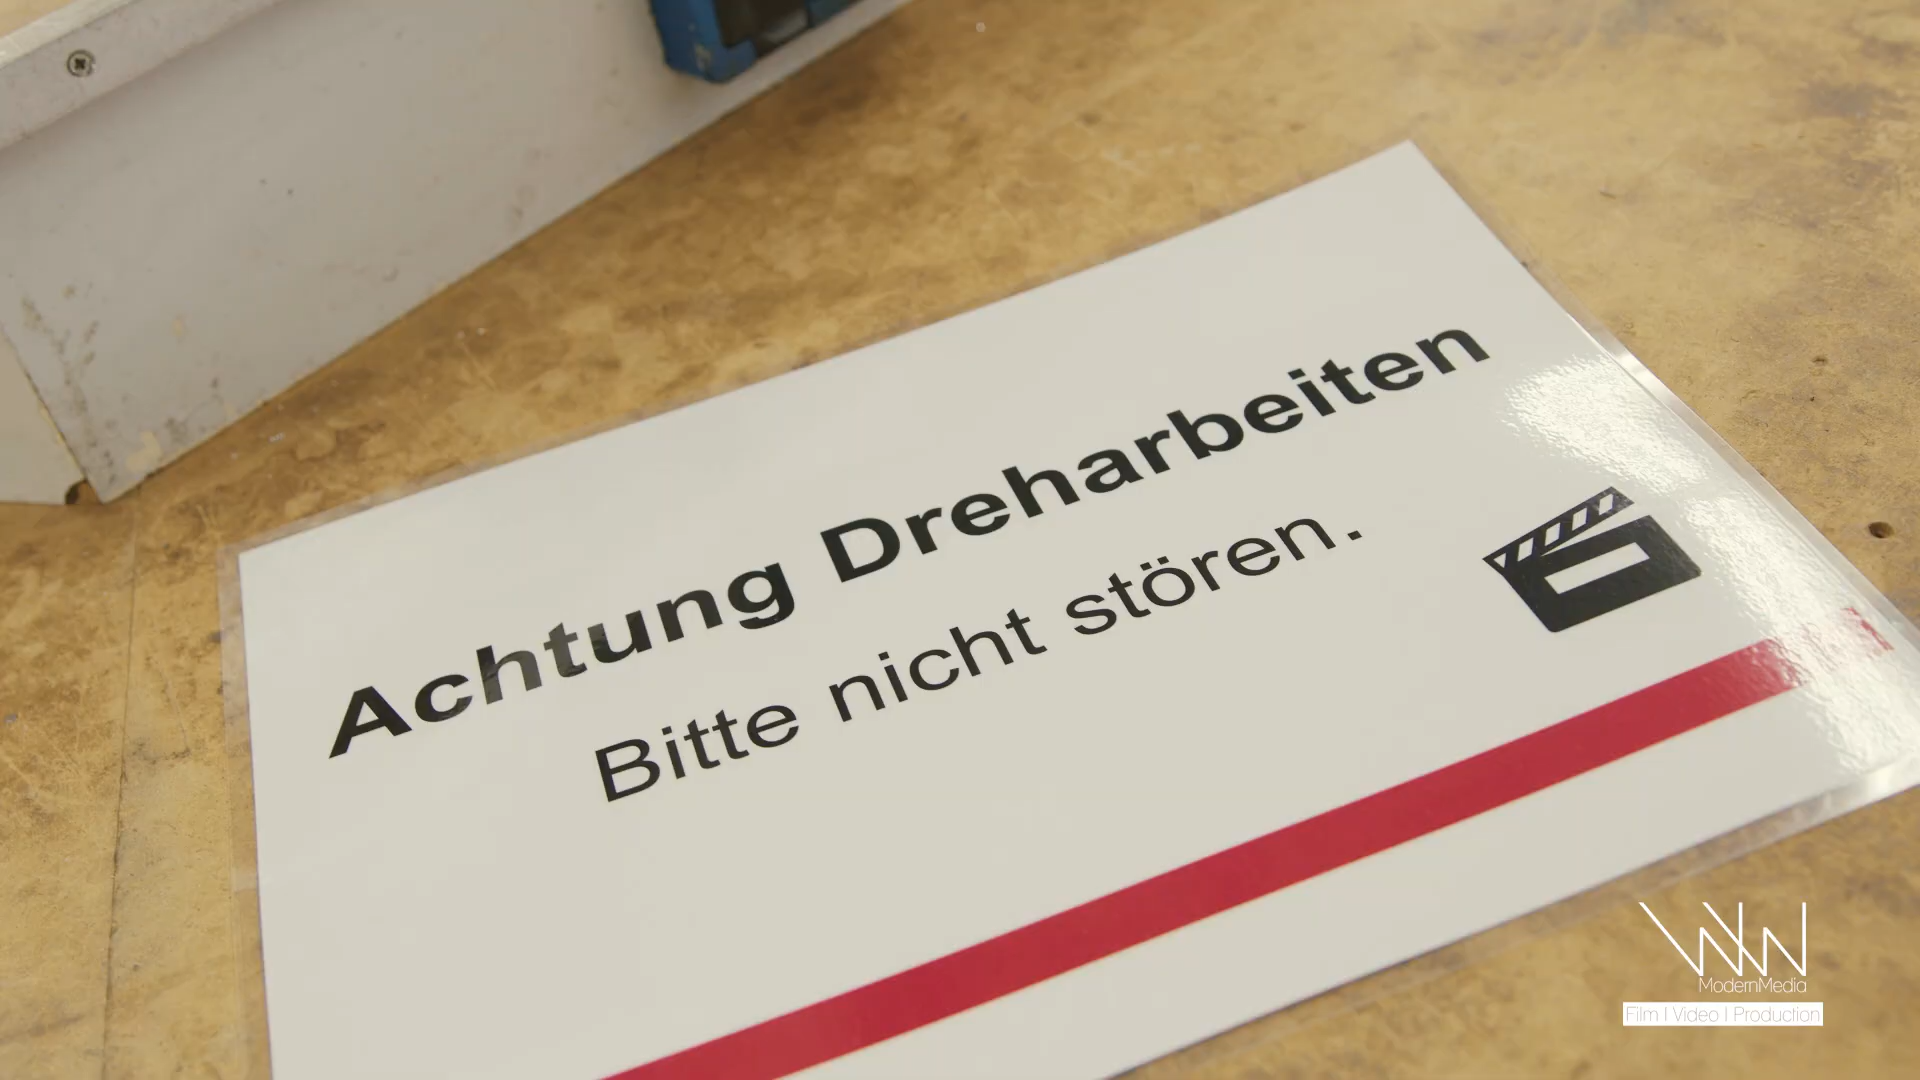 Achtung Dreharbeiten
Bitte nicht stören.
ModernMedia
Film | Video | Production